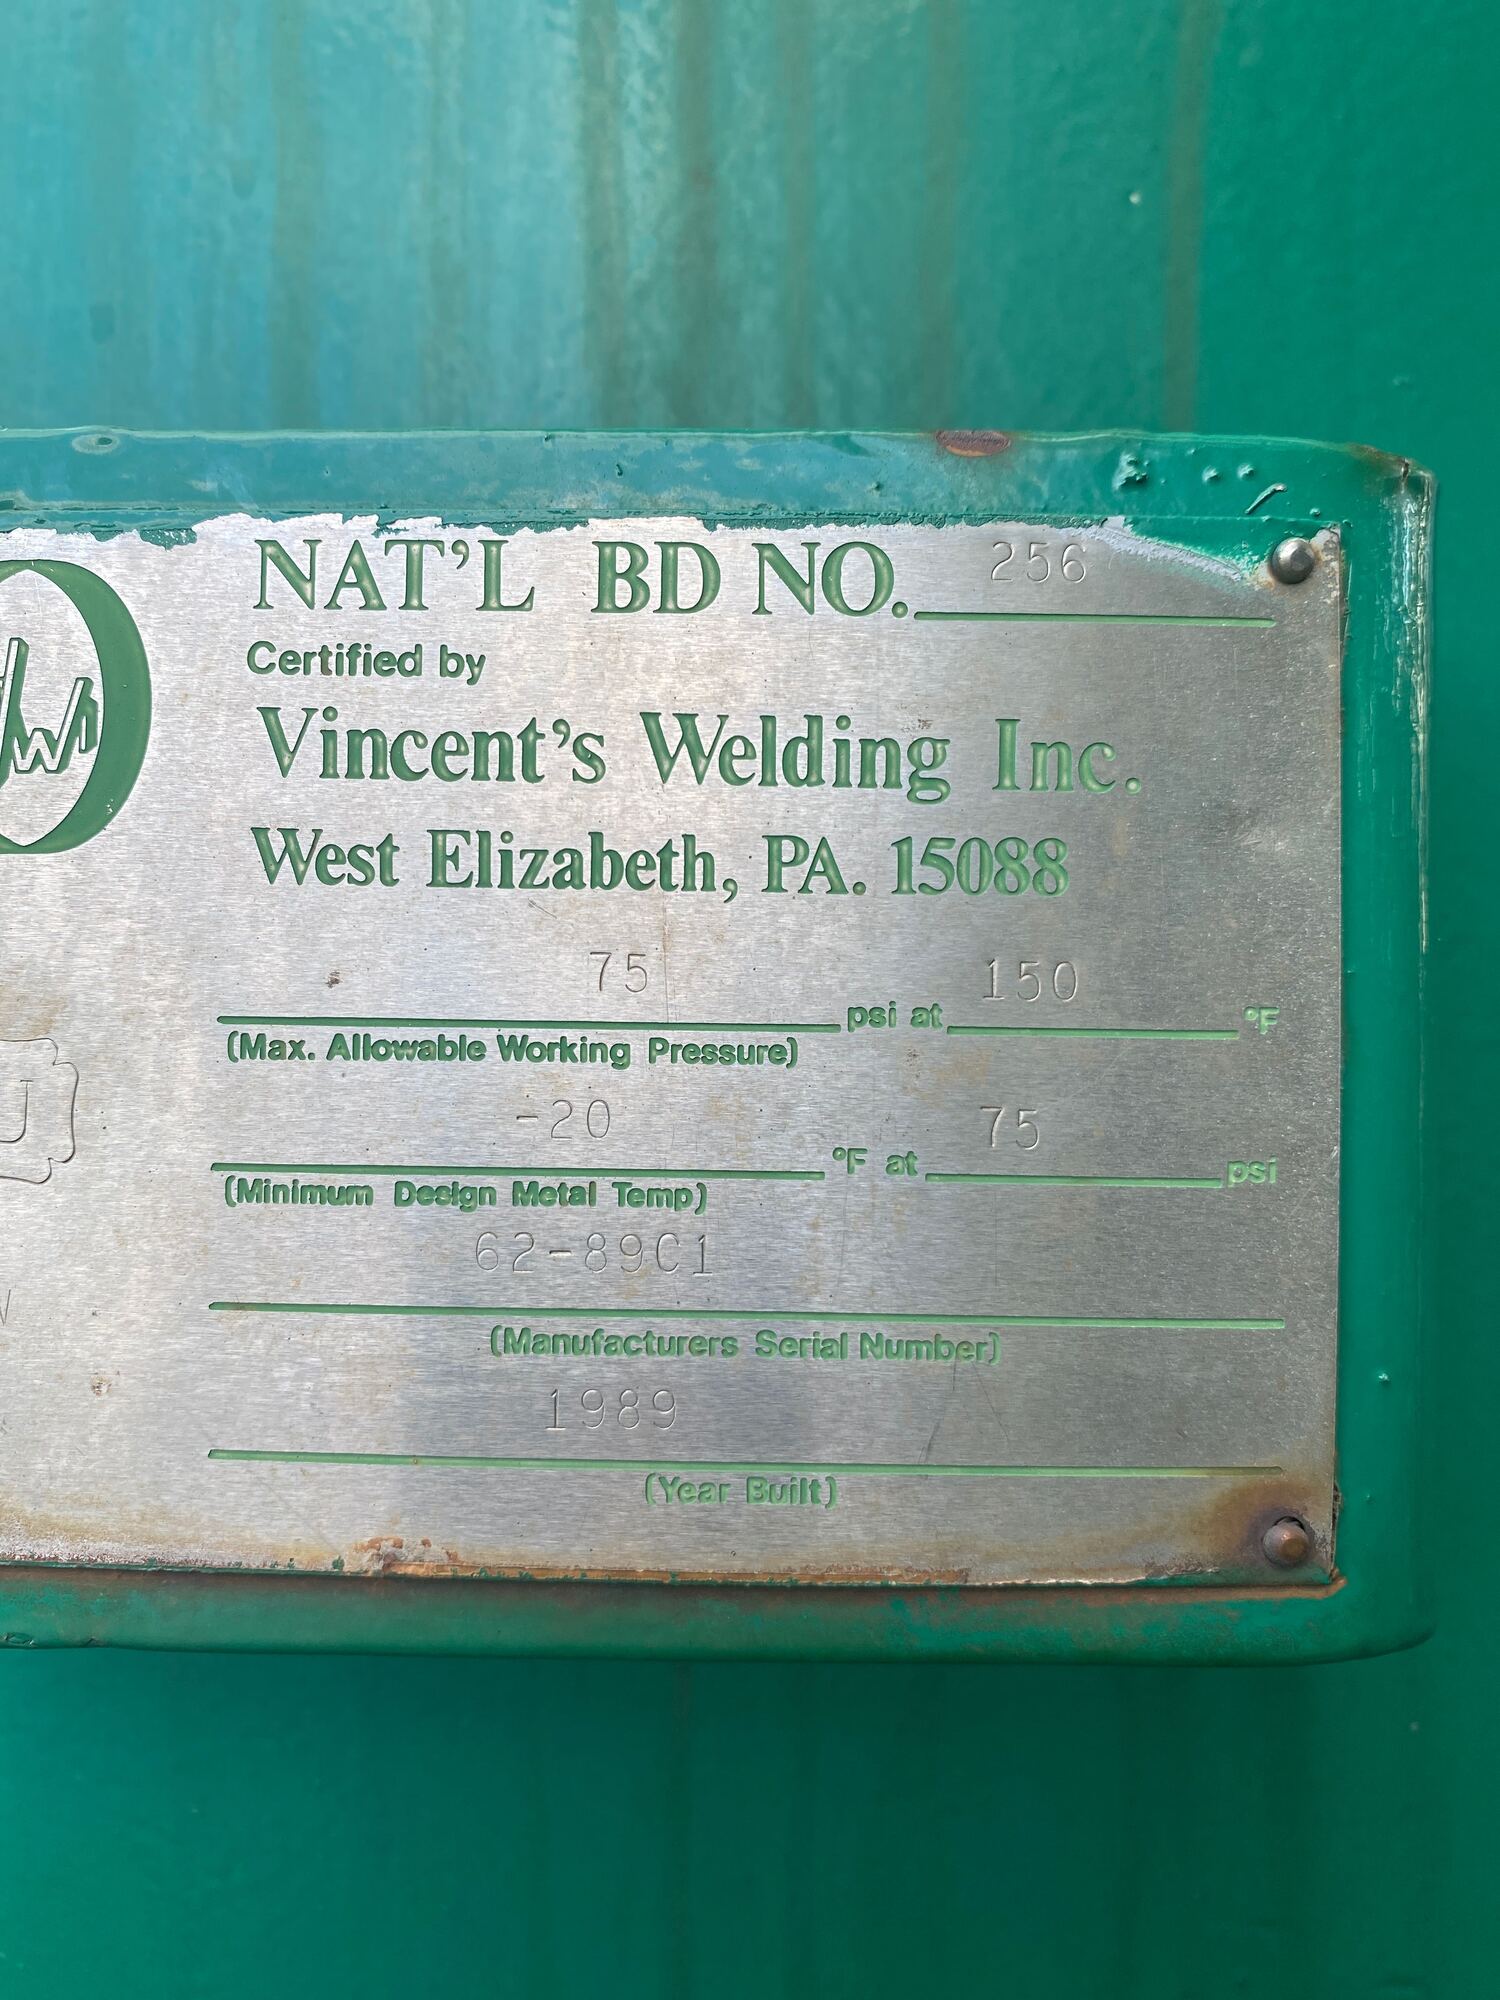 NAT'L BD NO. 256
Certified by
Vincent's Welding Inc.
West Elizabeth, PA. 15088
75 psi at 150 °F
(Max. Allowable Working Pressure)
-20 °F at 75 psi
(Minimum Design Metal Temp)
U
62-89C1
(Manufacturers Serial Number)
W
1989
(Year Built)